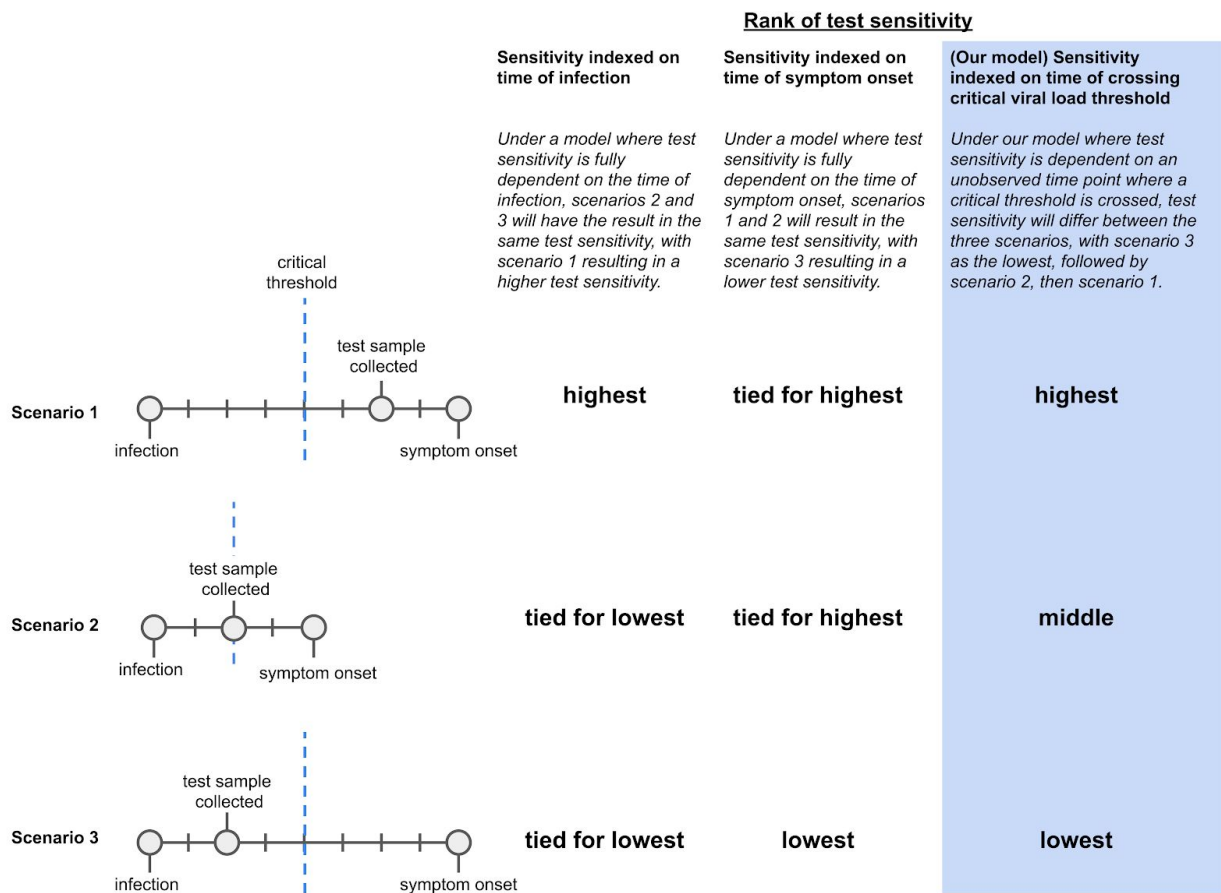 Rank of test sensitivity
Sensitivity indexed on
time of infection
Under a model where test
sensitivity is fully
dependent on the time of
infection, scenarios 2 and
3 will have the result in the
same test sensitivity, with
scenario 1 resulting in a
higher test sensitivity.
Sensitivity indexed on
time of symptom onset
Under a model where test
sensitivity is fully
dependent on the time of
symptom onset, scenarios
1 and 2 will result in the
same test sensitivity, with
scenario 3 resulting in a
lower test sensitivity.
(Our model) Sensitivity
indexed on time of crossing
critical viral load threshold
Under our model where test
sensitivity is dependent on an
unobserved time point where a
critical threshold is crossed, test
sensitivity will differ between the
three scenarios, with scenario 3
as the lowest, followed by
scenario 2, then scenario 1.
critical
threshold
test sample
collected
Scenario 1
infection
symptom onset
highest
tied for highest
highest
test sample
collected
Scenario 2
infection
symptom onset
tied for lowest
tied for highest
middle
test sample
collected
Scenario 3
infection
symptom onset
tied for lowest
lowest
lowest